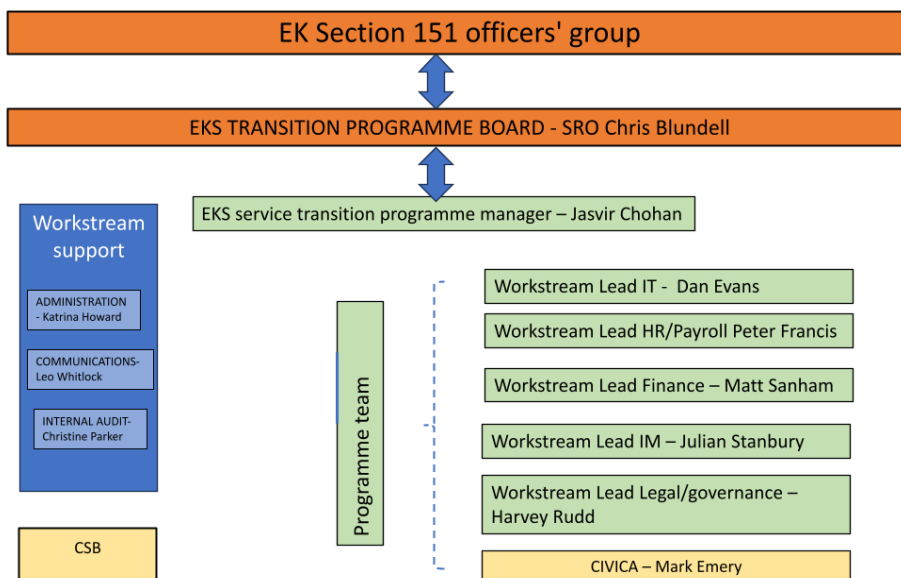 EK Section 151 officers' group
EKS TRANSITION PROGRAMME BOARD - SRO Chris Blundell
EKS service transition programme manager – Jasvir Chohan
Workstream
support
ADMINISTRATION
- Katrina Howard
COMMUNICATIONS-
Leo Whitlock
INTERNAL AUDIT-
Christine Parker
CSB
Programme team
Workstream Lead IT - Dan Evans
Workstream Lead HR/Payroll Peter Francis
Workstream Lead Finance – Matt Sanham
Workstream Lead IM – Julian Stanbury
Workstream Lead Legal/governance –
Harvey Rudd
CIVICA – Mark Emery